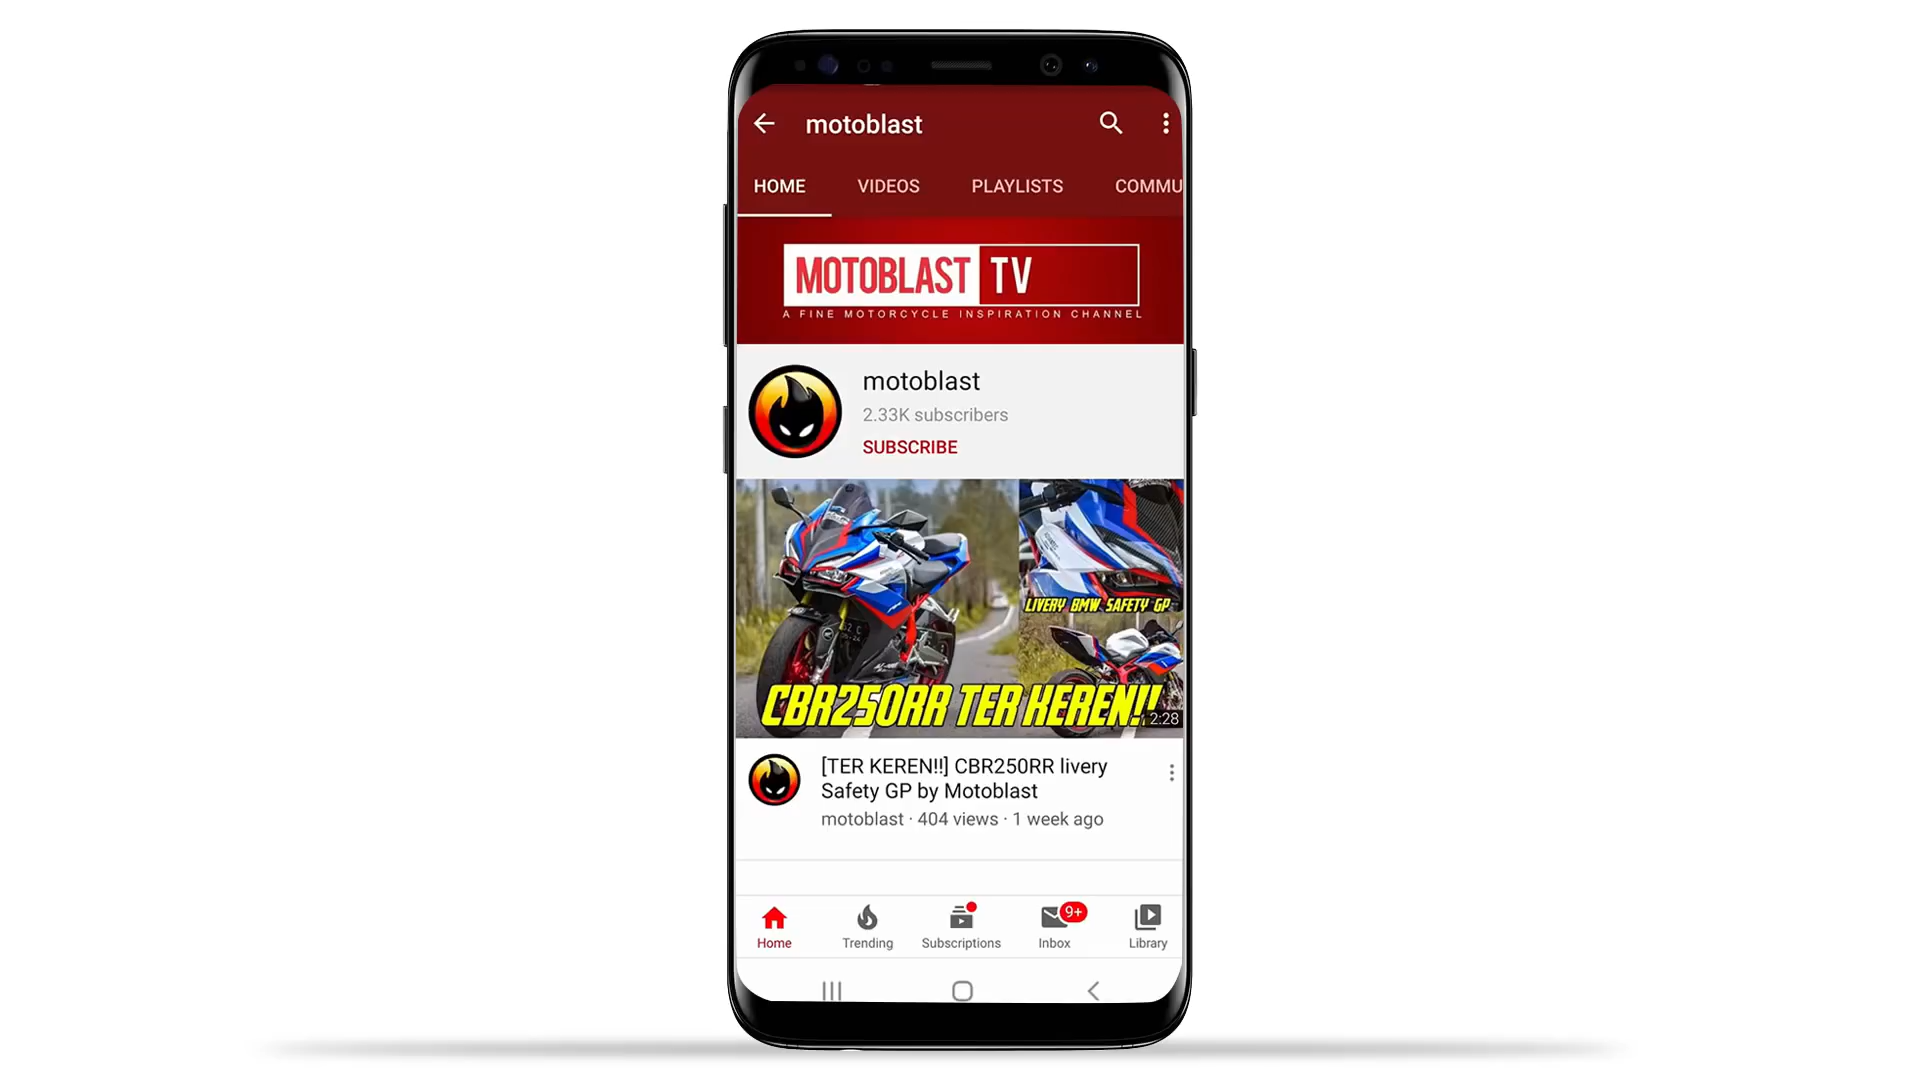 motoblast
HOME VIDEOS PLAYLISTS COMMU
MOTOBLAST TV
A FINE MOTORCYCLE INSPIRATION CHANNEL
motoblast
2.33K subscribers
SUBSCRIBE
LIVERY BMW SAFETY GP
CBR250RR TER KEREN!!
2:28
[TER KEREN!!] CBR250RR livery
Safety GP by Motoblast
motoblast · 404 views · 1 week ago
9+
Home Trending Subscriptions Inbox Library